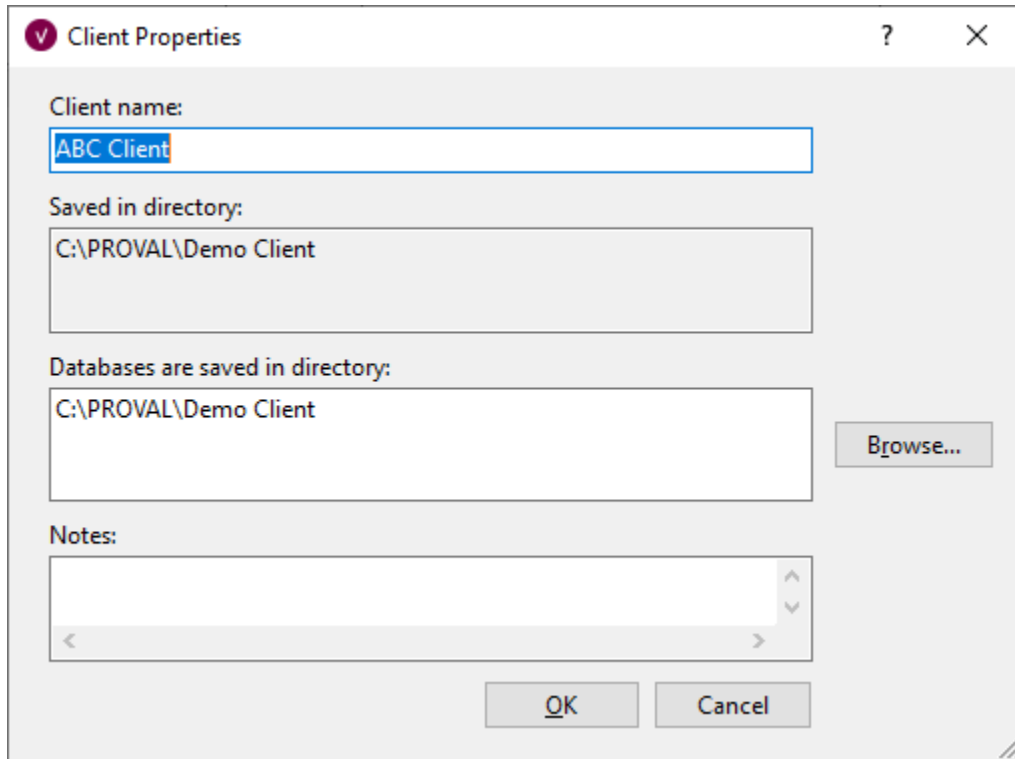 V Client Properties ?
Client name:
ABC Client
Saved in directory:
C:\PROVAL\Demo Client
Databases are saved in directory:
C:\PROVAL\Demo Client
Browse...
Notes:
OK Cancel